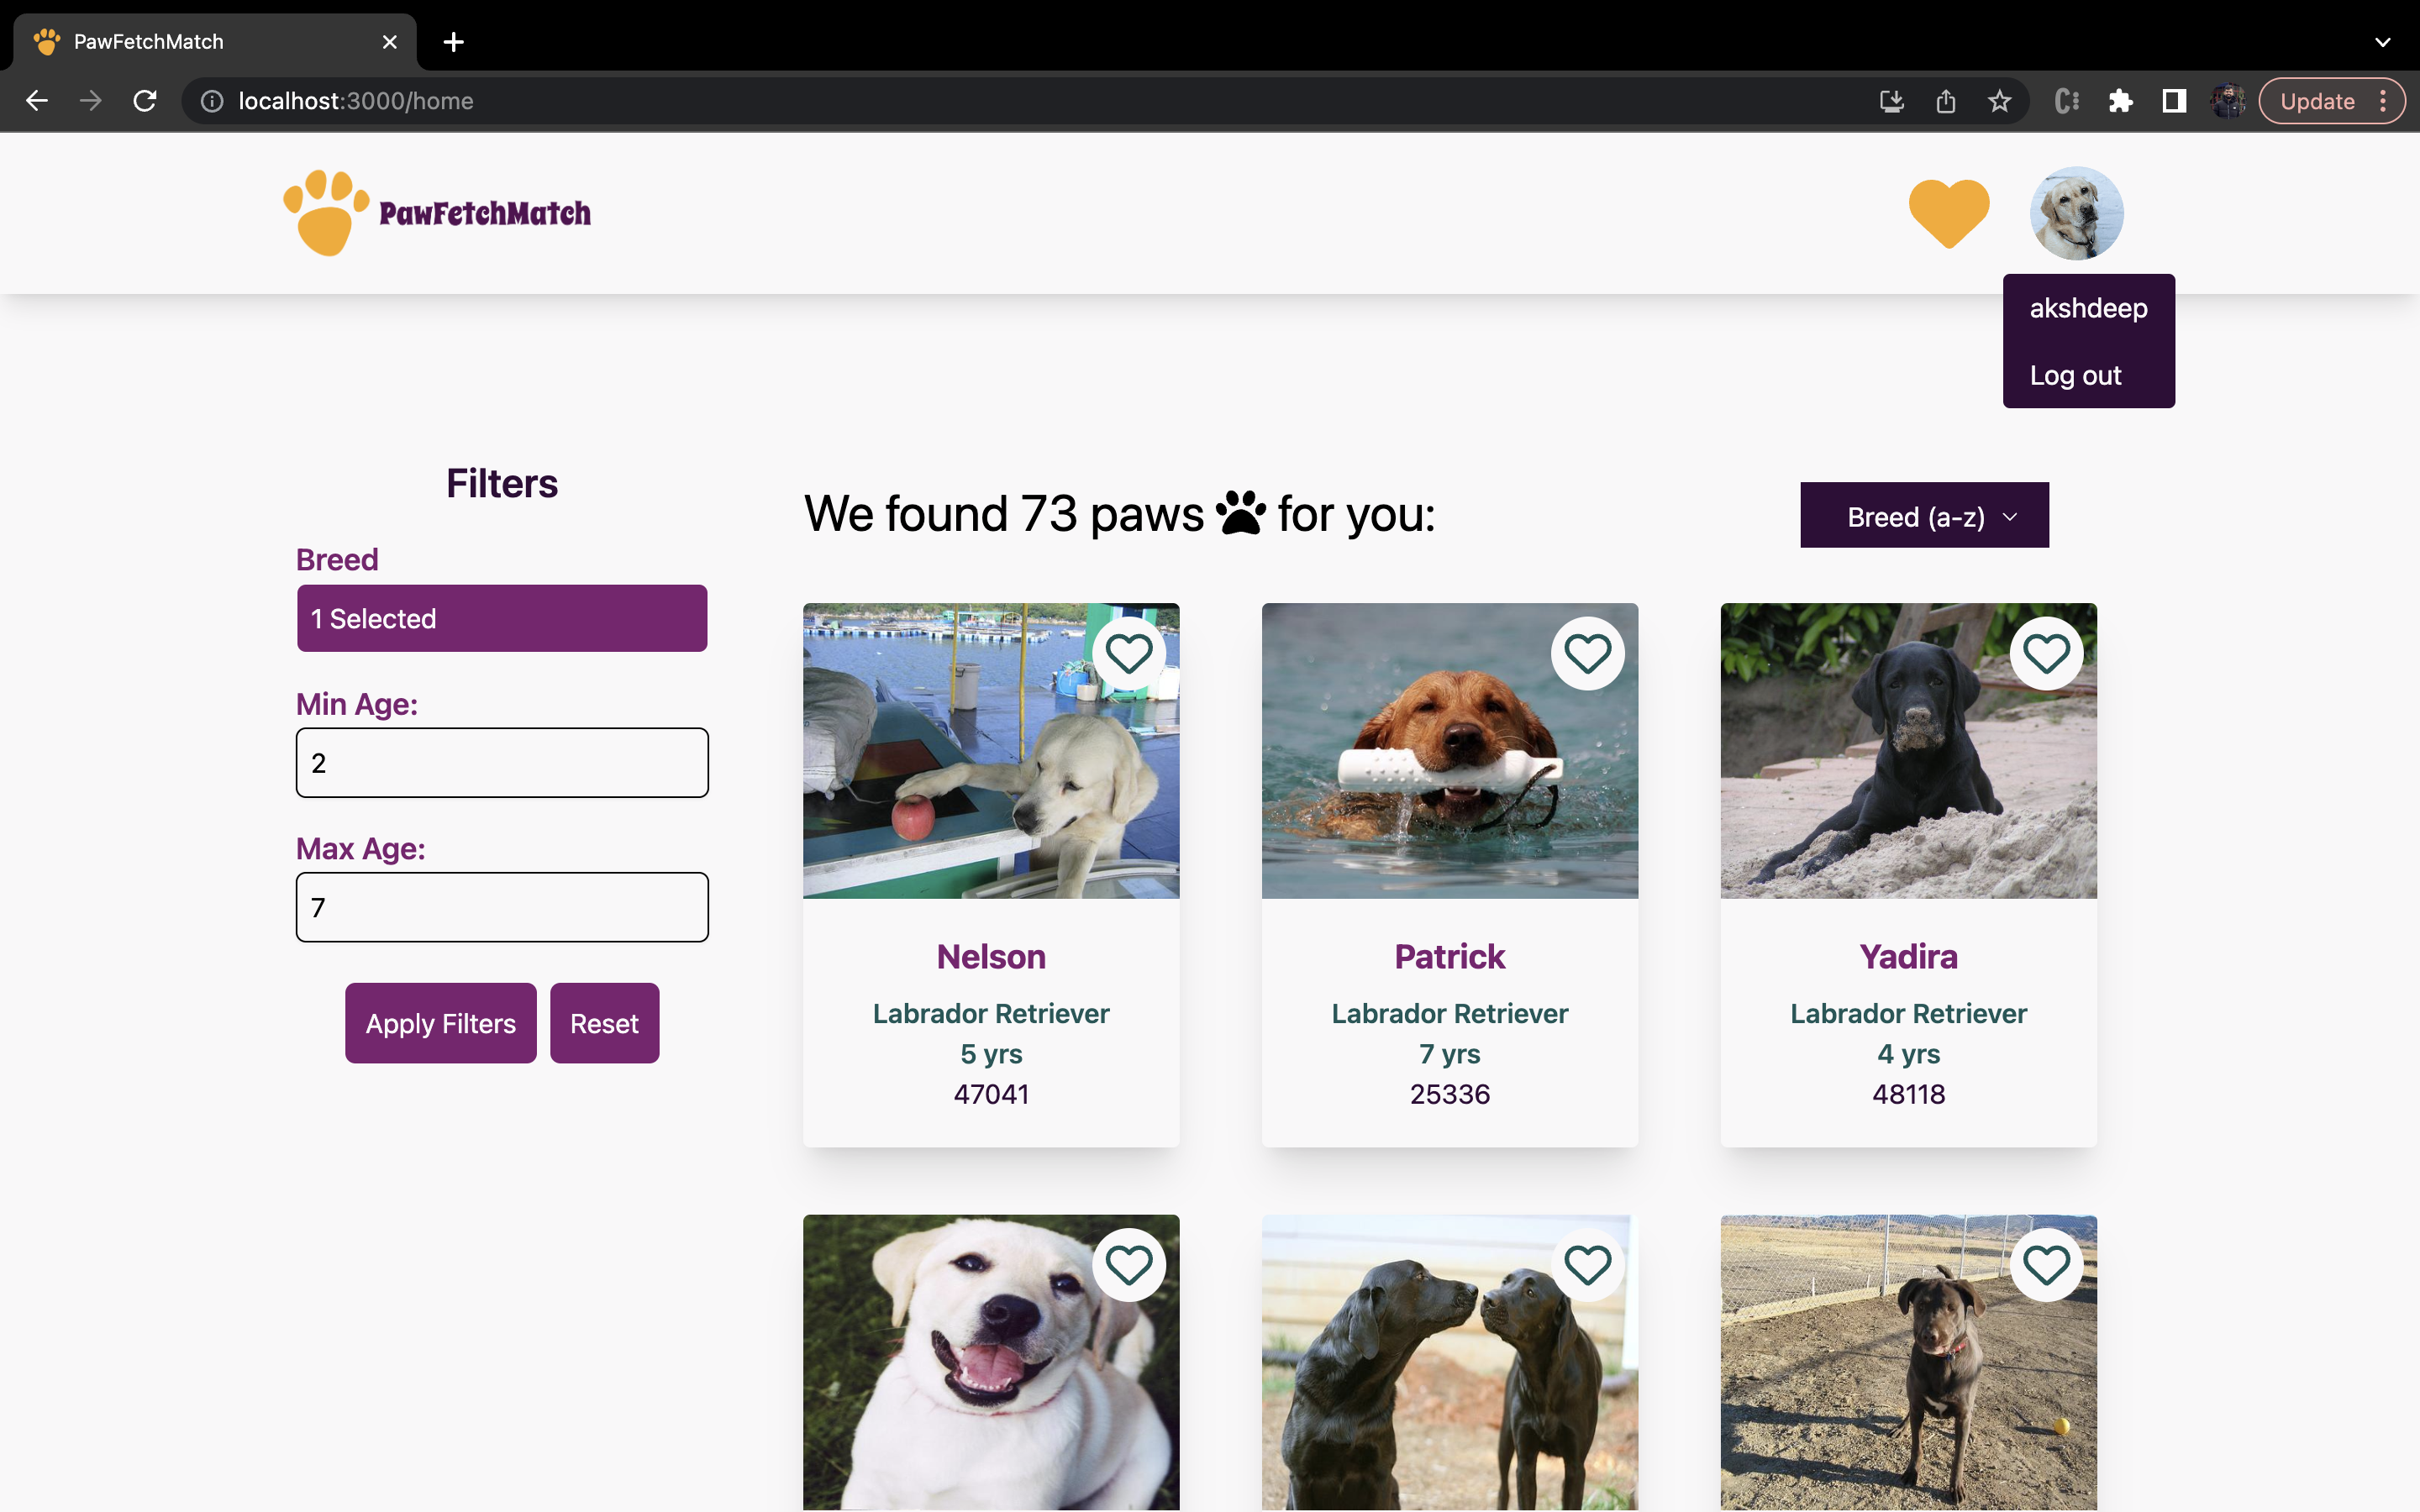 PawFetchMatch
localhost:3000/home
Update
PawFetchMatch
akshdeep
Log out
Filters
Breed
1 Selected
Min Age:
2
Max Age:
7
Apply Filters
Reset
We found 73 paws for you:
Breed (a-z)
Nelson
Labrador Retriever
5 yrs
47041
Patrick
Labrador Retriever
7 yrs
25336
Yadira
Labrador Retriever
4 yrs
48118